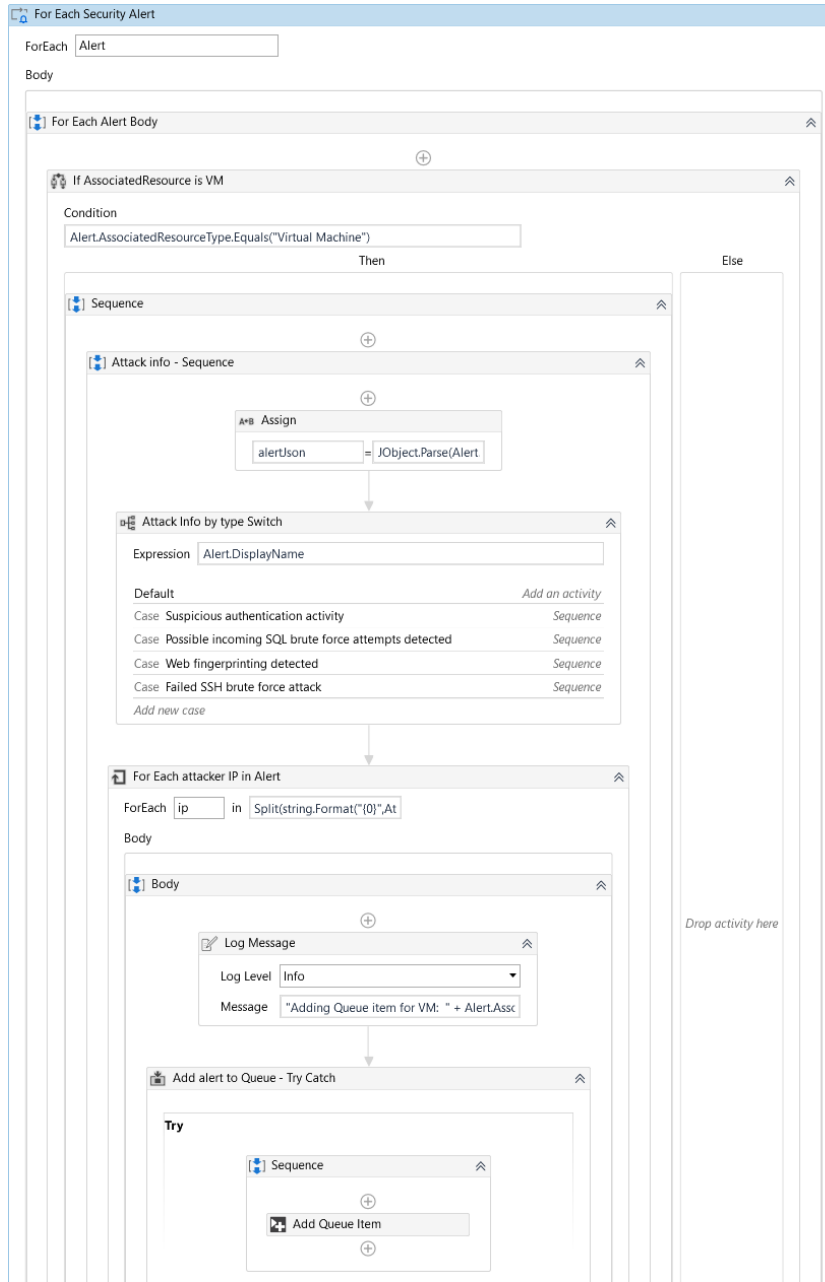 For Each Security Alert
ForEach Alert
Body
For Each Alert Body
If AssociatedResource is VM
Condition
Alert.AssociatedResourceType.Equals("Virtual Machine")
Then Else
Sequence
Attack info - Sequence
A+B Assign
alertJson = JObject.Parse(Alert.
Attack Info by type Switch
Expression Alert.DisplayName
Default Add an activity
Case Suspicious authentication activity Sequence
Case Possible incoming SQL brute force attempts detected Sequence
Case Web fingerprinting detected Sequence
Case Failed SSH brute force attack Sequence
Add new case
For Each attacker IP in Alert
ForEach ip in Split(string.Format("{0}",At
Body
Body
Drop activity here
Log Message
Log Level Info
Message "Adding Queue item for VM: " + Alert.Assc
Add alert to Queue - Try Catch
Try
Sequence
Add Queue Item